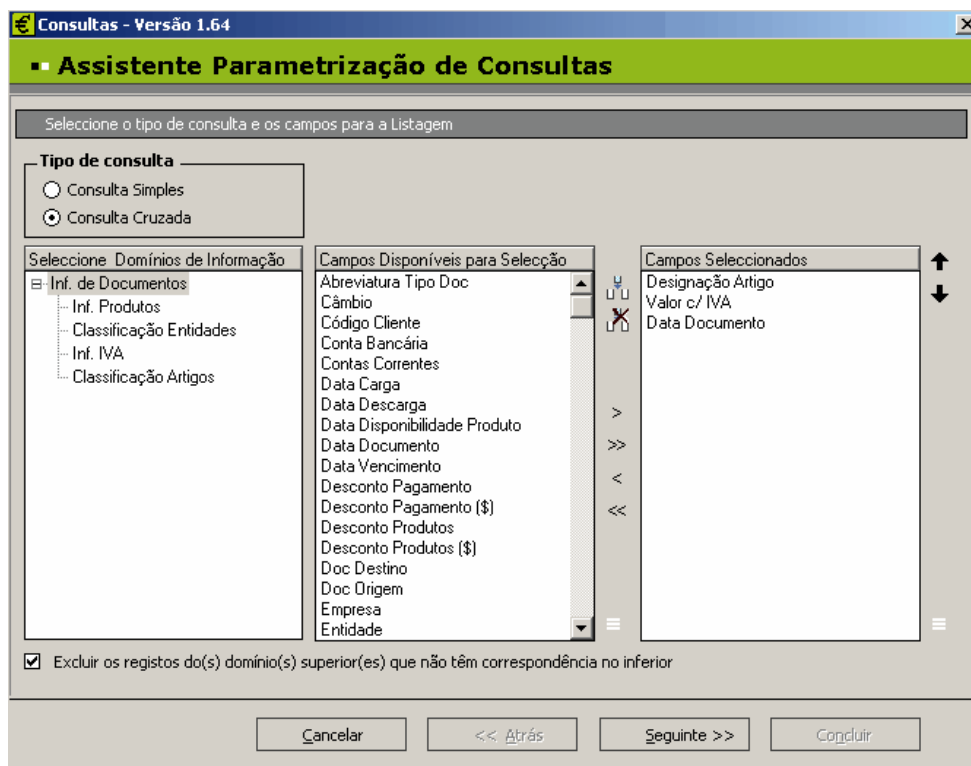 Consultas - Versão 1.64
Assistente Parametrização de Consultas
Seleccione o tipo de consulta e os campos para a Listagem
Tipo de consulta
Consulta Simples
Consulta Cruzada
Seleccione Domínios de Informação
Inf. de Documentos
Inf. Produtos
Classificação Entidades
Inf. IVA
Classificação Artigos
Campos Disponíveis para Selecção
Abreviatura Tipo Doc
Câmbio
Código Cliente
Conta Bancária
Contas Correntes
Data Carga
Data Descarga
Data Disponibilidade Produto
Data Documento
Data Vencimento
Desconto Pagamento
Desconto Pagamento ($)
Desconto Produtos
Desconto Produtos ($)
Doc Destino
Doc Origem
Empresa
Entidade
>
>>
<
<<
Campos Seleccionados
Designação Artigo
Valor c/ IVA
Data Documento
Excluir os registos do(s) domínio(s) superior(es) que não têm correspondência no inferior
Cancelar
<< Atrás
Seguinte >>
Concluír